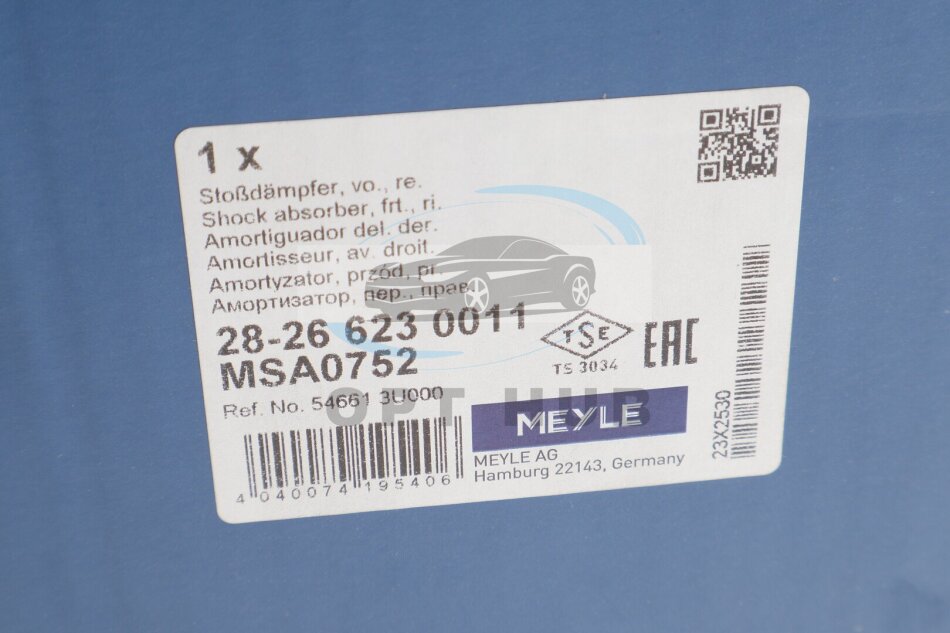 1 x
Stoßdämpfer, vo., re.
Shock absorber, frt., ri.
Amortiguador del. der.
Amortisseur, av. droit.
Amortyzator, przód, pr.
Амортизатор, пер., прав.
28-26 623 0011
MSA0752
Ref. No. 54661 3U000
4 040074 195406
TSE
TS 3034
EAC
MEYLE
MEYLE AG
Hamburg 22143, Germany
23X2530
OPT HUB